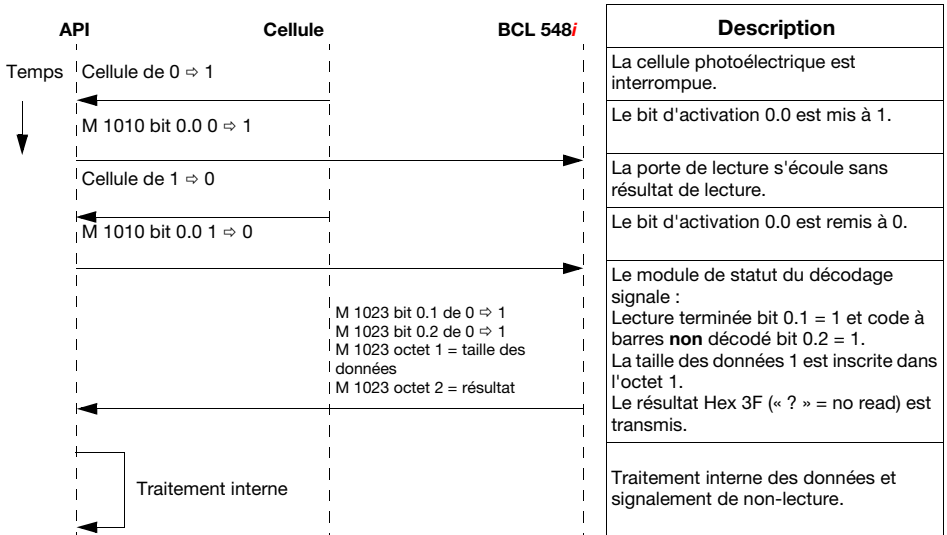 API
Cellule
BCL 548i
Temps
Cellule de 0 ⇨ 1
M 1010 bit 0.0 0 ⇨ 1
Cellule de 1 ⇨ 0
M 1010 bit 0.0 1 ⇨ 0
M 1023 bit 0.1 de 0 ⇨ 1
M 1023 bit 0.2 de 0 ⇨ 1
M 1023 octet 1 = taille des
données
M 1023 octet 2 = résultat
Traitement interne
Description
La cellule photoélectrique est
interrompue.
Le bit d'activation 0.0 est mis à 1.
La porte de lecture s'écoule sans
résultat de lecture.
Le bit d'activation 0.0 est remis à 0.
Le module de statut du décodage
signale :
Lecture terminée bit 0.1 = 1 et code à
barres non décodé bit 0.2 = 1.
La taille des données 1 est inscrite dans
l'octet 1.
Le résultat Hex 3F (« ? » = no read) est
transmis.
Traitement interne des données et
signalement de non-lecture.